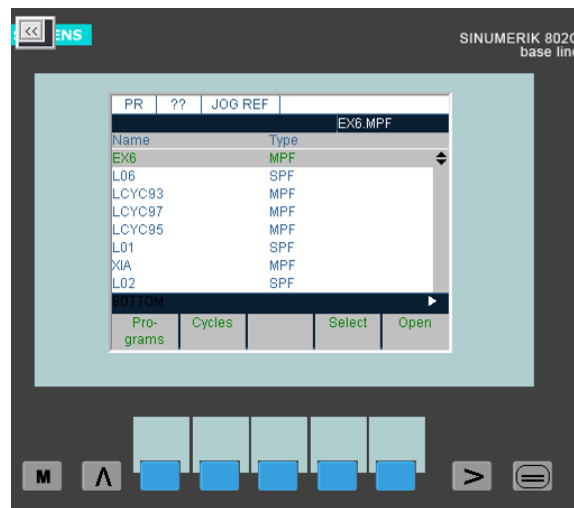 <<
ENS
SINUMERIK 802C
base line
PR ?? JOG REF
EX6.MPF
Name Type
EX6 MPF
L06 SPF
LCYC93 MPF
LCYC97 MPF
LCYC95 MPF
L01 SPF
XIA MPF
L02 SPF
BOTTOM
Pro-
grams Cycles Select Open
M Λ >